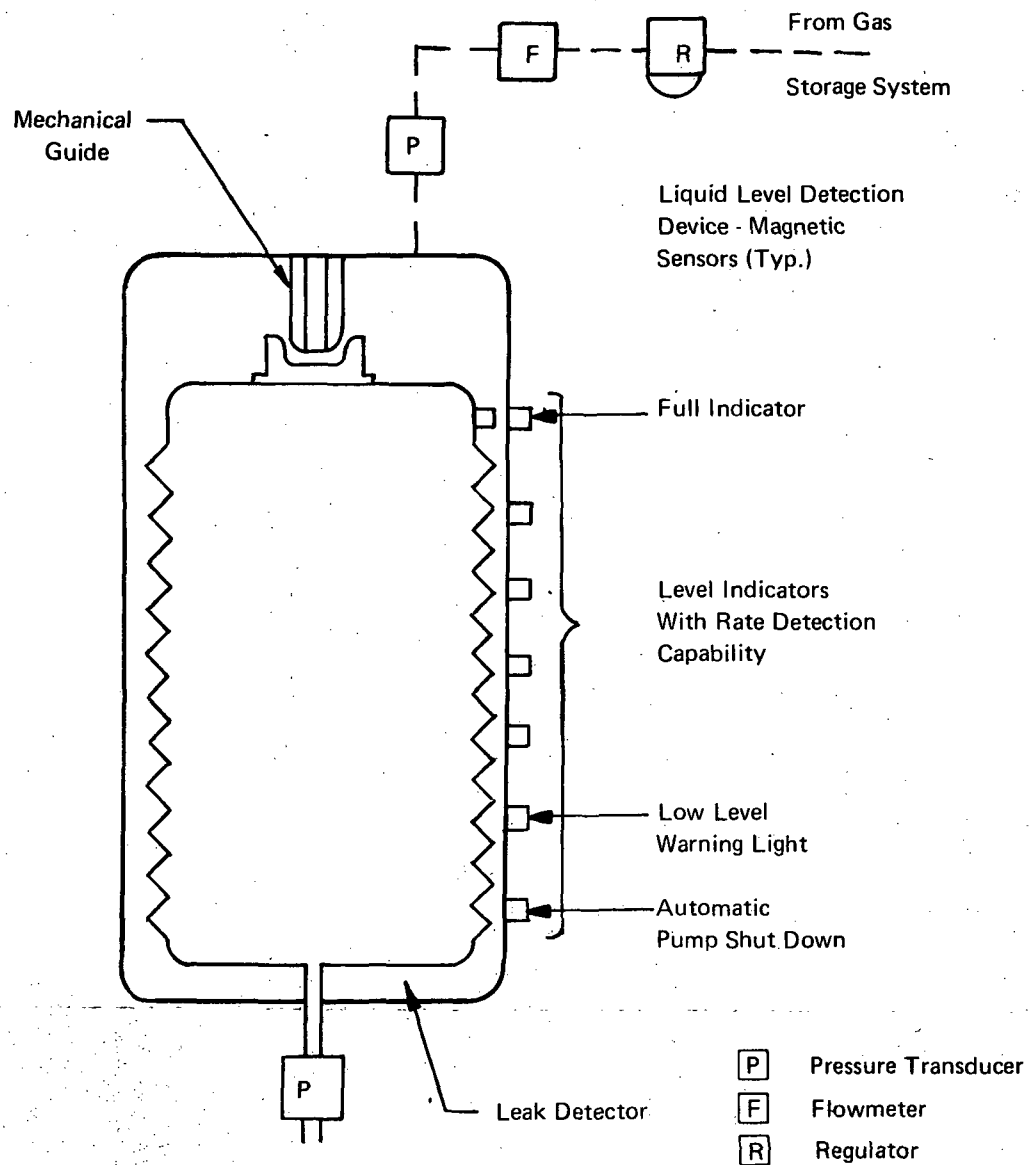 From Gas
F
R
Storage System
Mechanical
Guide
P
Liquid Level Detection
Device - Magnetic
Sensors (Typ.)
Full Indicator
Level Indicators
With Rate Detection
Capability
Low Level
Warning Light
Automatic
Pump Shut Down
P
Leak Detector
P Pressure Transducer
F Flowmeter
R Regulator